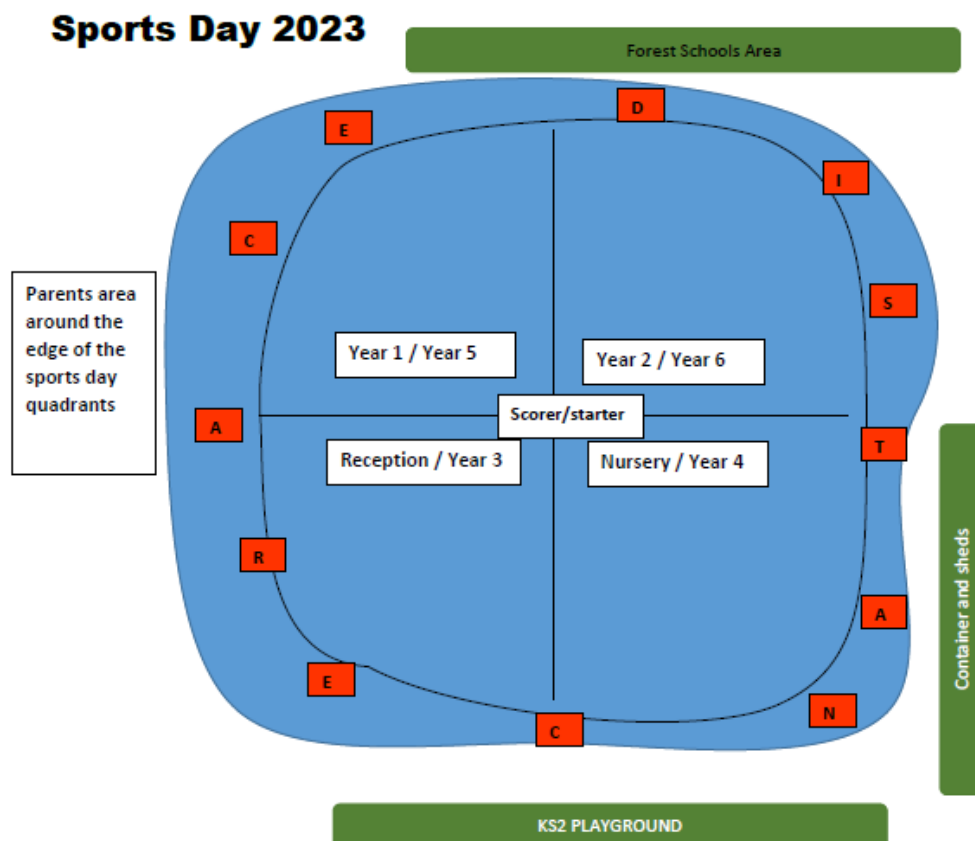 Sports Day 2023
Forest Schools Area
D
E
I
C
S
Parents area
around the
edge of the
sports day
quadrants
Year 1 / Year 5
Year 2 / Year 6
Scorer/starter
A
T
Reception / Year 3
Nursery / Year 4
R
A
E
N
C
Container and sheds
KS2 PLAYGROUND